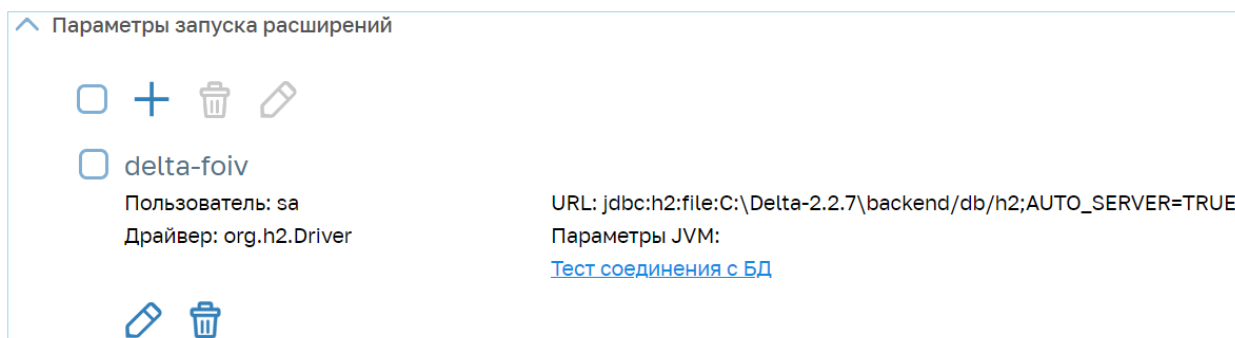 Параметры запуска расширений
delta-foiv
Пользователь: sa
URL: jdbc:h2:file:C:\Delta-2.2.7\backend/db/h2;AUTO_SERVER=TRUE
Драйвер: org.h2.Driver
Параметры JVM:
Тест соединения с БД